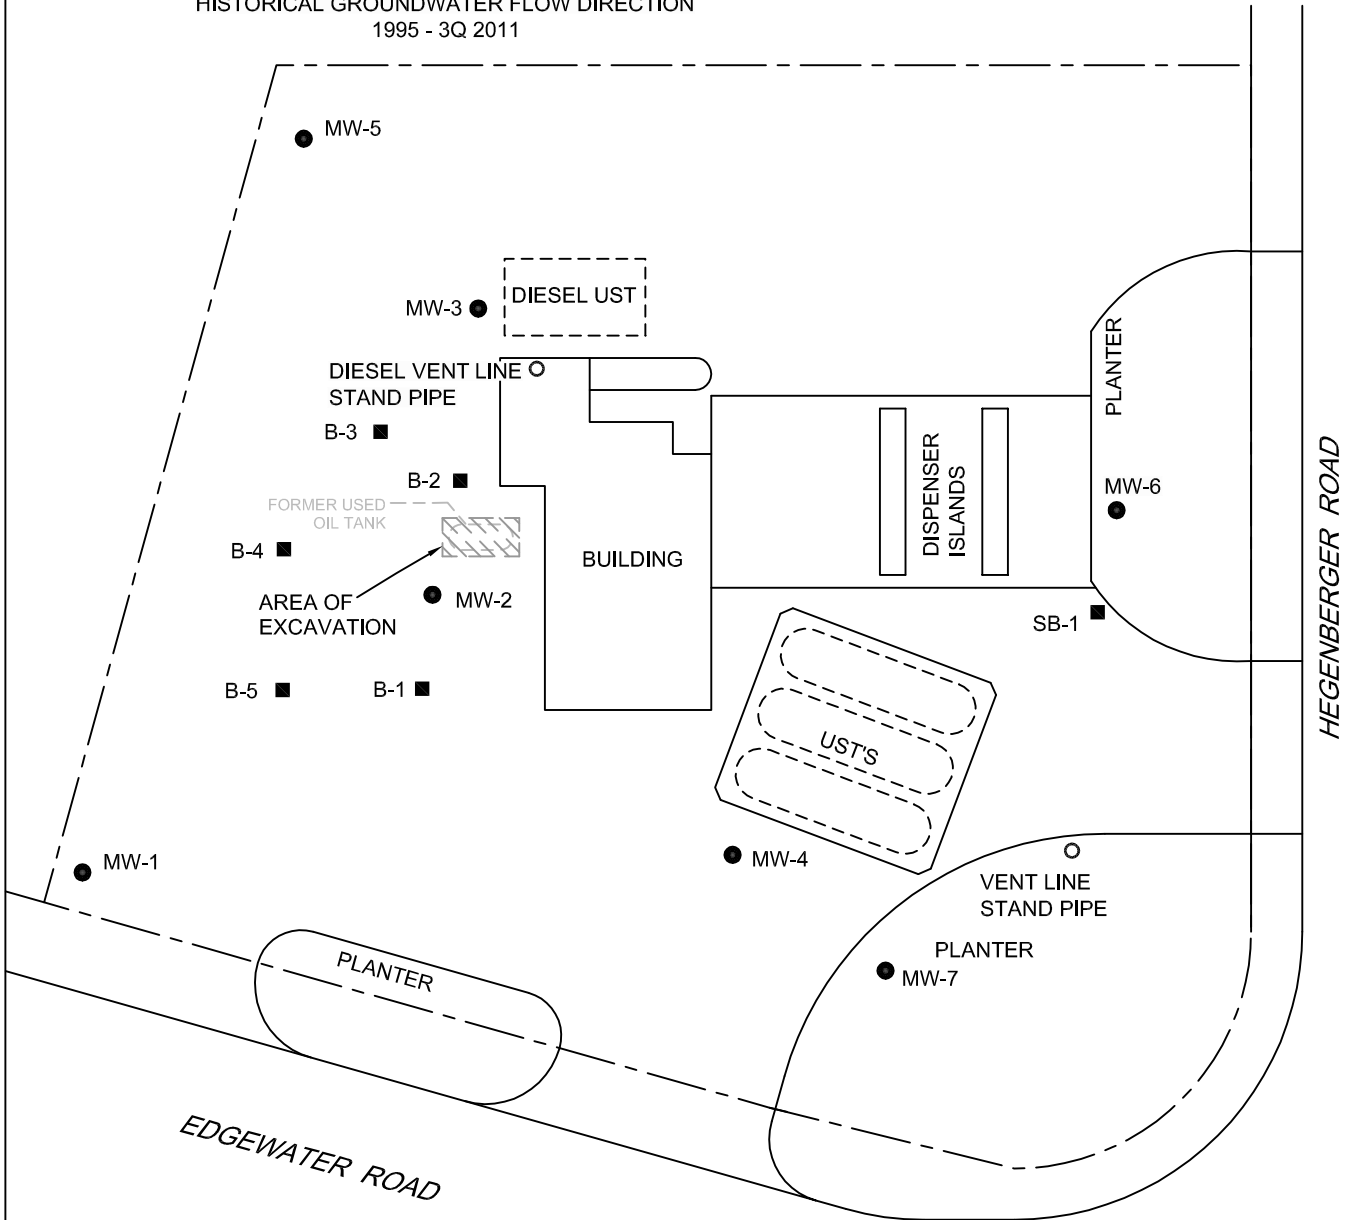 HISTORICAL GROUNDWATER FLOW DIRECTION
1995 - 3Q 2011
MW-5
DIESEL UST
MW-3
DIESEL VENT LINE
STAND PIPE
PLANTER
B-3
B-2
DISPENSER
ISLANDS
MW-6
HEGENBERGER ROAD
FORMER USED
OIL TANK
B-4
BUILDING
AREA OF
EXCAVATION
MW-2
SB-1
B-5
B-1
UST'S
MW-1
MW-4
VENT LINE
STAND PIPE
PLANTER
MW-7
PLANTER
EDGEWATER ROAD